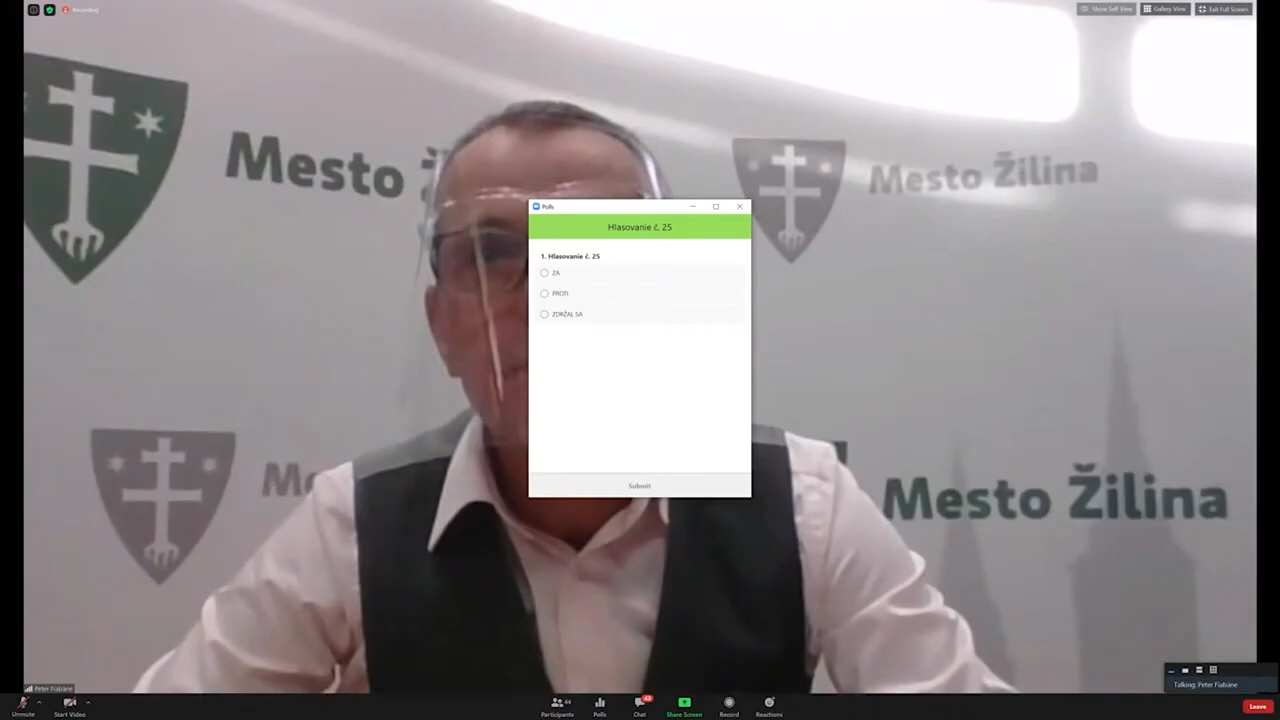 Recording
Show Self View
Gallery View
Exit Full Screen
Mesto Ž
Mesto Žilina
Polls
Hlasovanie č. 25
1. Hlasovanie č. 25
ZA
PROTI
ZDRŽAL SA
Submit
Mesto Žilina
Peter Fiabáne
Talking: Peter Fiabáne
Unmute
Start Video
Participants
44
Polls
Chat
43
Share Screen
Record
Reactions
Leave